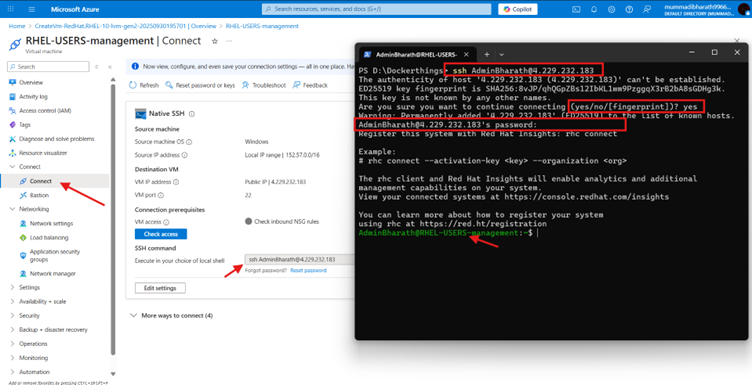 Microsoft Azure
Search resources, services, and docs (G+/)
Copilot
mummadibharath9966...
DEFAULT DIRECTORY (MUMMAD...
Home > CreateVm-RedHat.RHEL-10-lvm-gen2-20250930195701 | Overview > RHEL-USERS-management
RHEL-USERS-management | Connect
Virtual machine
Search
Overview
Activity log
Access control (IAM)
Tags
Diagnose and solve problems
Resource visualizer
Connect
Connect
Bastion
Networking
Network settings
Load balancing
Application security groups
Network manager
Settings
Availability + scale
Security
Backup + disaster recovery
Operations
Monitoring
Automation
Add or remove favorites by pressing Ctrl+Shift+F
Now view, configure, and even save your connection settings — all in one place. Ha
Refresh
Reset password or keys
Troubleshoot
Feedback
Native SSH
Source machine
Source machine OS
Windows
Source IP address
Local IP range | 152.57.0.0/16
Destination VM
VM IP address
Public IP | 4.229.232.183
VM port
22
Connection prerequisites
VM access
Check inbound NSG rules
Check access
SSH command
Execute in your choice of local shell
ssh AdminBharath@4.229.232.183
Forgot password? Reset password
Edit settings
More ways to connect (4)
AdminBharath@RHEL-USERS-
PS D:\Dockerthings> ssh AdminBharath@4.229.232.183
The authenticity of host '4.229.232.183 (4.229.232.183)' can't be established.
ED25519 key fingerprint is SHA256:8vJP/qhQGpZBs12IbKL1wm9PzggqX3rB2bA8sGDHg3k.
This key is not known by any other names.
Are you sure you want to continue connecting (yes/no/[fingerprint])? yes
Warning: Permanently added '4.229.232.183' (ED25519) to the list of known hosts.
AdminBharath@4.229.232.183's password:
Register this system with Red Hat Insights: rhc connect
Example:
# rhc connect --activation-key <key> --organization <org>
The rhc client and Red Hat Insights will enable analytics and additional
management capabilities on your system.
View your connected systems at https://console.redhat.com/insights
You can learn more about how to register your system
using rhc at https://red.ht/registration
AdminBharath@RHEL-USERS-management:~$